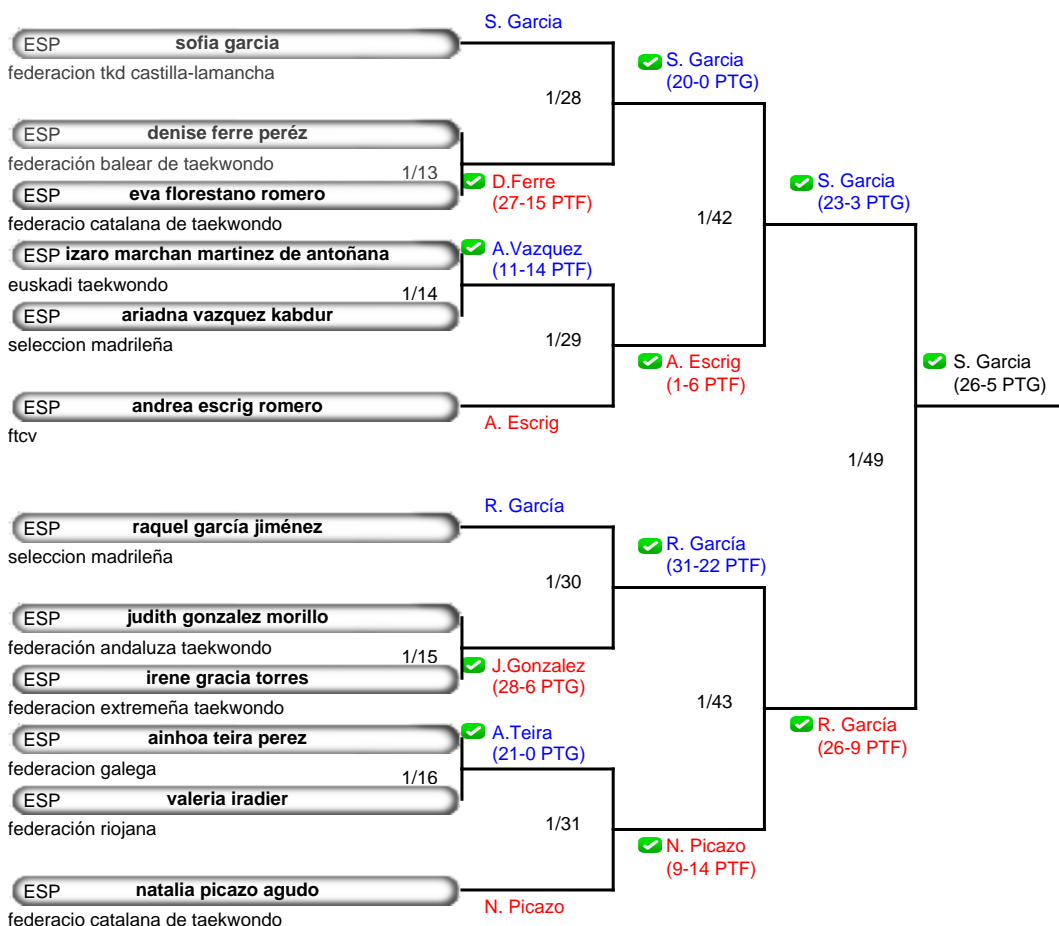 S. Garcia
ESP sofia garcia
federacion tkd castilla-lamancha
S. Garcia
(20-0 PTG)
1/28
ESP denise ferre peréz
federación balear de taekwondo
1/13
D.Ferre
(27-15 PTF)
ESP eva florestano romero
federacio catalana de taekwondo
S. Garcia
(23-3 PTG)
1/42
ESP izaro marchan martinez de antoñana
euskadi taekwondo
A.Vazquez
(11-14 PTF)
1/14
ESP ariadna vazquez kabdur
seleccion madrileña
1/29
A. Escrig
(1-6 PTF)
S. Garcia
(26-5 PTG)
ESP andrea escrig romero
ftcv
A. Escrig
1/49
R. García
ESP raquel garcía jiménez
seleccion madrileña
R. García
(31-22 PTF)
1/30
ESP judith gonzalez morillo
federación andaluza taekwondo
1/15
J.Gonzalez
(28-6 PTG)
ESP irene gracia torres
federacion extremeña taekwondo
1/43
R. García
(26-9 PTF)
ESP ainhoa teira perez
federacion galega
A.Teira
(21-0 PTG)
1/16
ESP valeria iradier
federación riojana
1/31
N. Picazo
(9-14 PTF)
ESP natalia picazo agudo
federacio catalana de taekwondo
N. Picazo